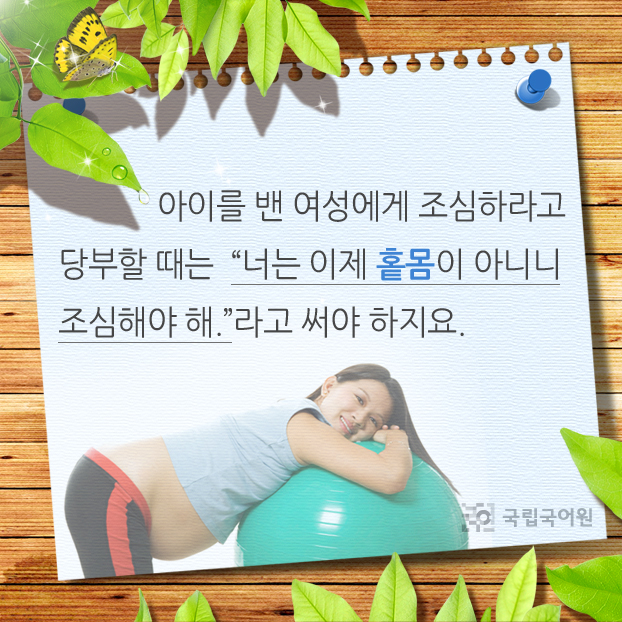 아이를 밴 여성에게 조심하라고
당부할 때는 “너는 이제 홑몸이 아니니
조심해야 해.”라고 써야 하지요.
국립국어원